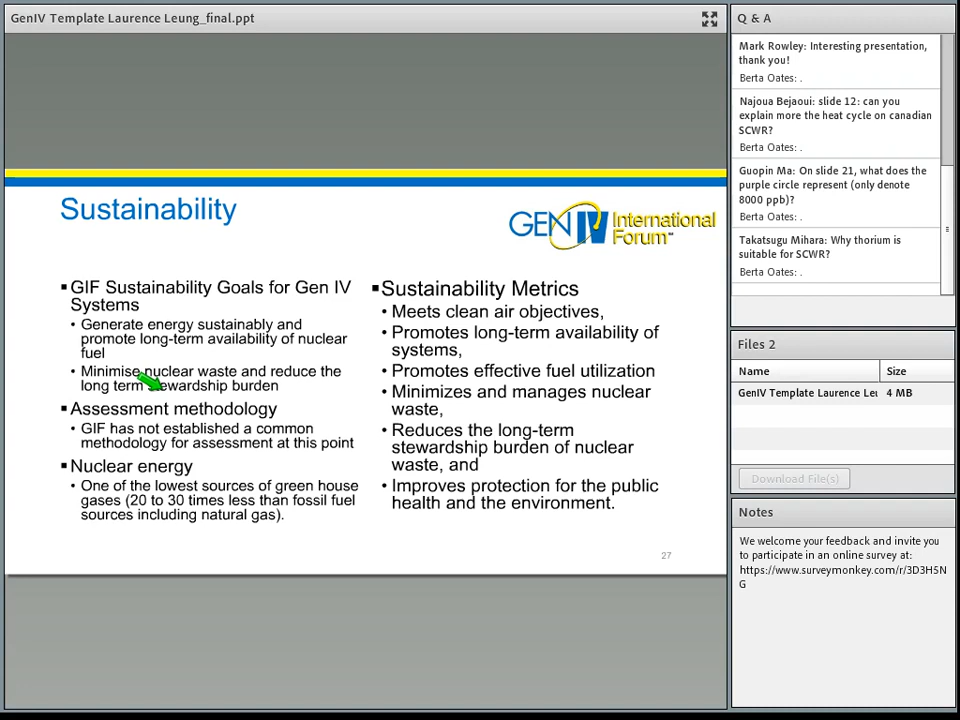 GenIV Template Laurence Leung_final.ppt
Sustainability
GEN IV International
Forum™
▪GIF Sustainability Goals for Gen IV
Systems
• Generate energy sustainably and
promote long-term availability of nuclear
fuel
• Minimise nuclear waste and reduce the
long term stewardship burden
▪Assessment methodology
• GIF has not established a common
methodology for assessment at this point
▪Nuclear energy
• One of the lowest sources of green house
gases (20 to 30 times less than fossil fuel
sources including natural gas).
▪Sustainability Metrics
• Meets clean air objectives,
• Promotes long-term availability of
systems,
• Promotes effective fuel utilization
• Minimizes and manages nuclear
waste,
• Reduces the long-term
stewardship burden of nuclear
waste, and
• Improves protection for the public
health and the environment.
27
Q & A
Mark Rowley: Interesting presentation,
thank you!
Berta Oates: .
Najoua Bejaoui: slide 12: can you
explain more the heat cycle on canadian
SCWR?
Berta Oates: .
Guopin Ma: On slide 21, what does the
purple circle represent (only denote
8000 ppb)?
Berta Oates: .
Takatsugu Mihara: Why thorium is
suitable for SCWR?
Berta Oates: .
Files 2
Name Size
GenIV Template Laurence Leu 4 MB
Download File(s)
Notes
We welcome your feedback and invite you
to participate in an online survey at:
https://www.surveymonkey.com/r/3D3H5N
G